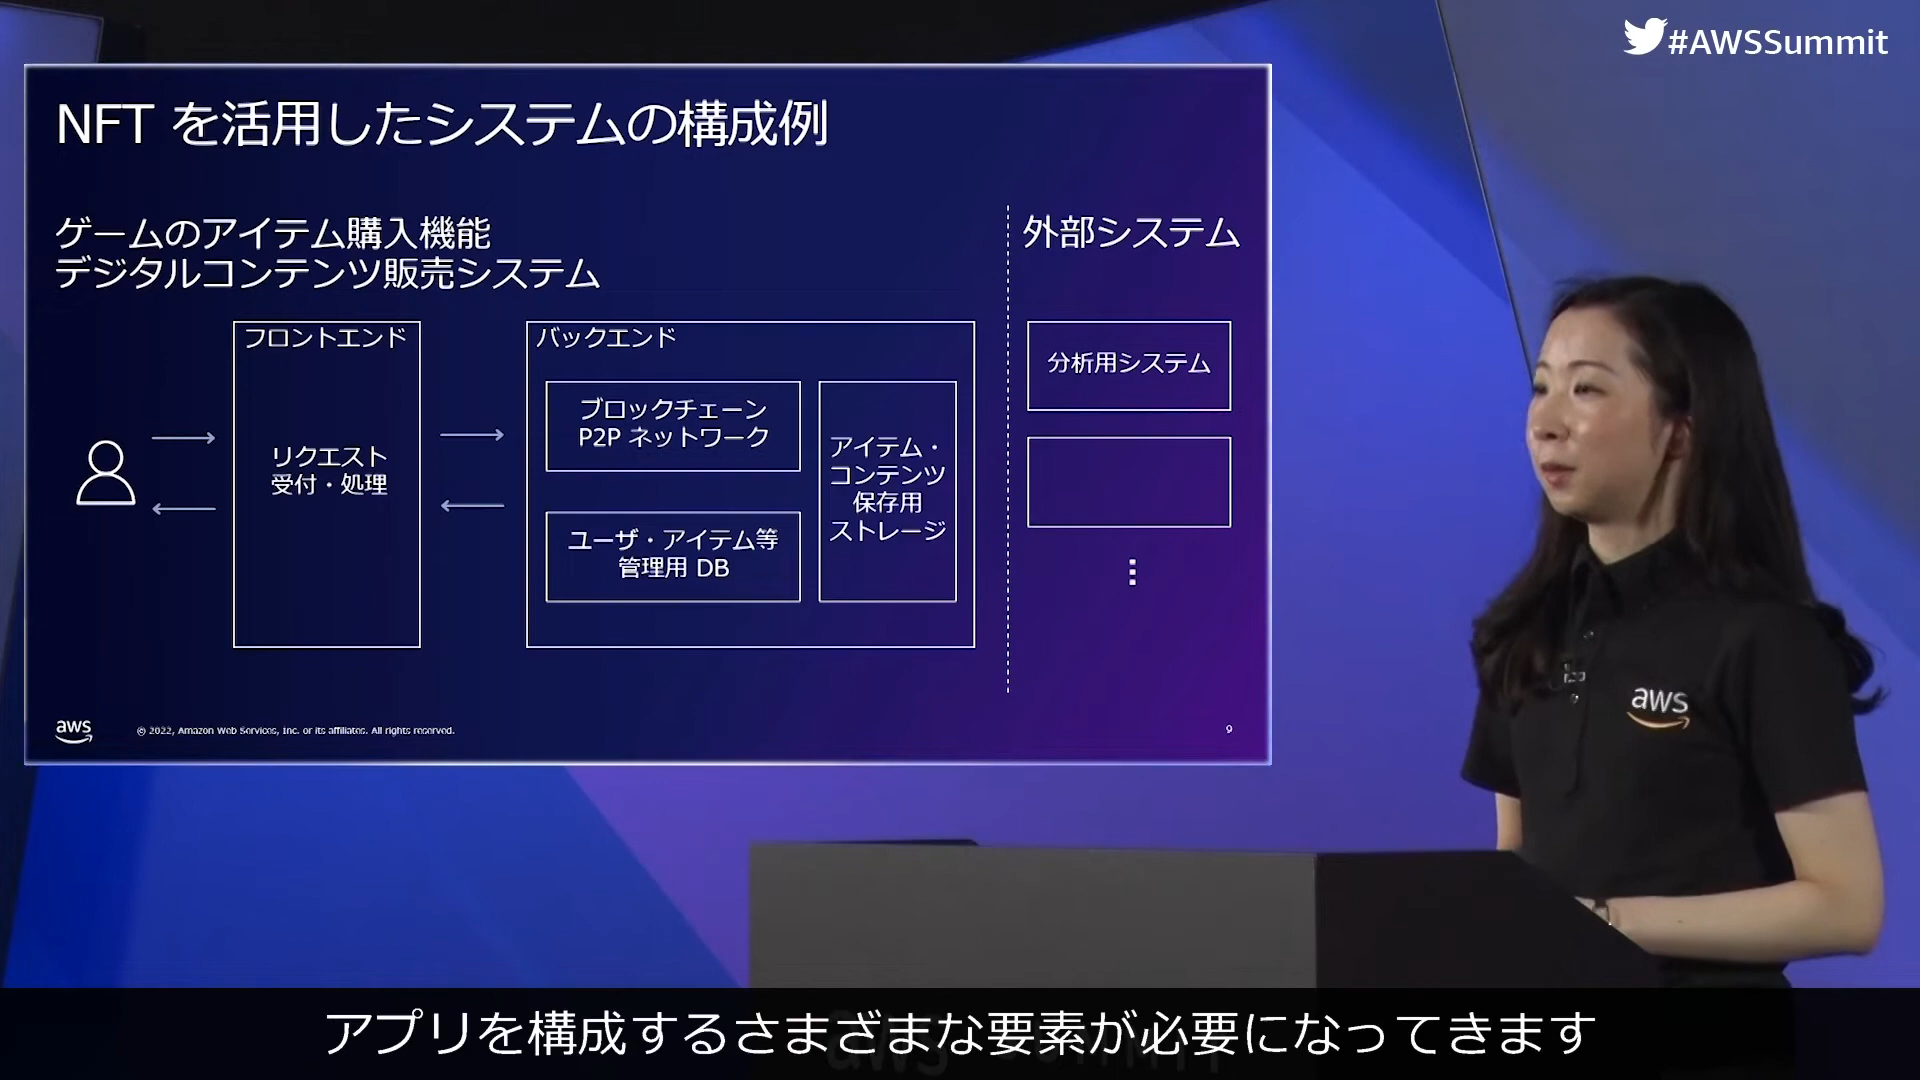 #AWSSummit
NFT を活用したシステムの構成例
ゲームのアイテム購入機能
デジタルコンテンツ販売システム
外部システム
フロントエンド
リクエスト
受付・処理
バックエンド
ブロックチェーン
P2P ネットワーク
ユーザ・アイテム等
管理用 DB
アイテム・
コンテンツ
保存用
ストレージ
分析用システム
aws
© 2022, Amazon Web Services, Inc. or its affiliates. All rights reserved.
9
aws
アプリを構成するさまざまな要素が必要になってきます